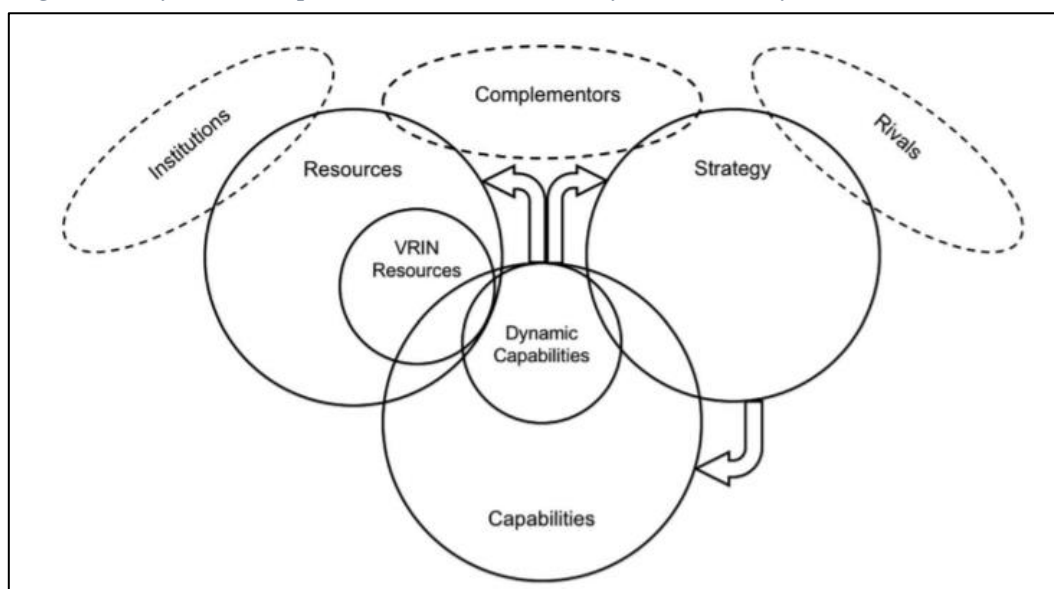 Complementors
Institutions
Rivals
Resources
Strategy
VRIN
Resources
Dynamic
Capabilities
Capabilities